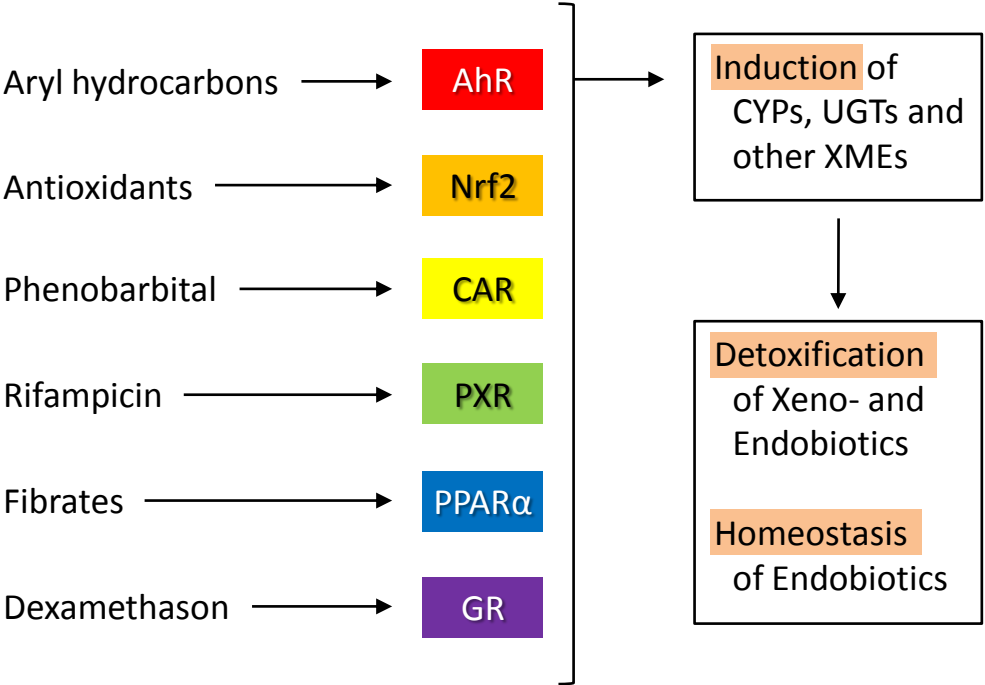 Aryl hydrocarbons
AhR
Antioxidants
Nrf2
Phenobarbital
CAR
Rifampicin
PXR
Fibrates
PPARα
Dexamethason
GR
Induction of
CYPs, UGTs and
other XMEs
Detoxification
of Xeno- and
Endobiotics
Homeostasis
of Endobiotics